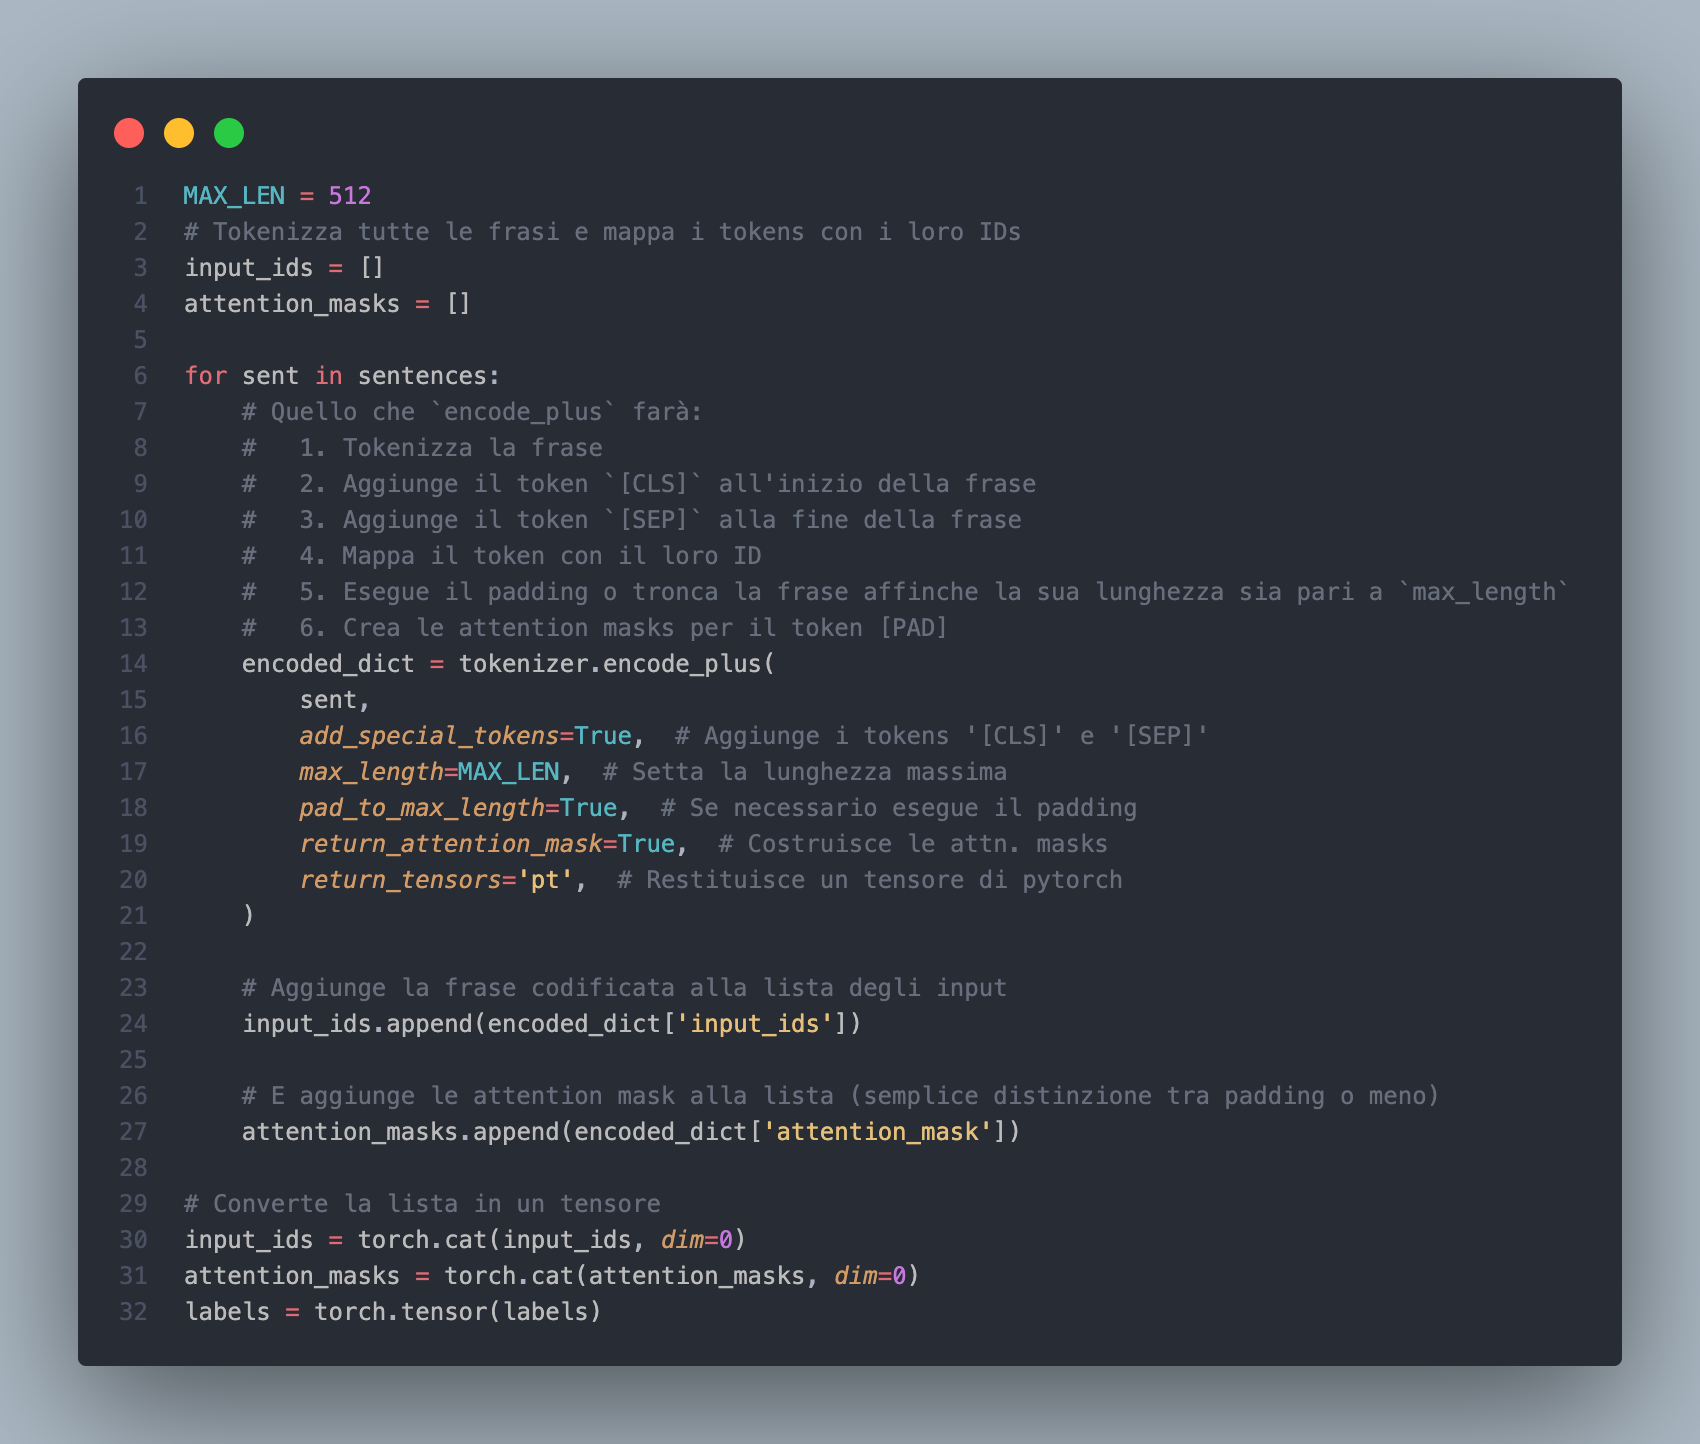 1 MAX_LEN = 512
2 # Tokenizza tutte le frasi e mappa i tokens con i loro IDs
3 input_ids = []
4 attention_masks = []
5
6 for sent in sentences:
7     # Quello che `encode_plus` farà:
8     #   1. Tokenizza la frase
9     #   2. Aggiunge il token `[CLS]` all'inizio della frase
10     #   3. Aggiunge il token `[SEP]` alla fine della frase
11     #   4. Mappa il token con il loro ID
12     #   5. Esegue il padding o tronca la frase affinche la sua lunghezza sia pari a `max_length`
13     #   6. Crea le attention masks per il token [PAD]
14     encoded_dict = tokenizer.encode_plus(
15         sent,
16         add_special_tokens=True,  # Aggiunge i tokens '[CLS]' e '[SEP]'
17         max_length=MAX_LEN,  # Setta la lunghezza massima
18         pad_to_max_length=True,  # Se necessario esegue il padding
19         return_attention_mask=True,  # Costruisce le attn. masks
20         return_tensors='pt',  # Restituisce un tensore di pytorch
21     )
22
23     # Aggiunge la frase codificata alla lista degli input
24     input_ids.append(encoded_dict['input_ids'])
25
26     # E aggiunge le attention mask alla lista (semplice distinzione tra padding o meno)
27     attention_masks.append(encoded_dict['attention_mask'])
28
29 # Converte la lista in un tensore
30 input_ids = torch.cat(input_ids, dim=0)
31 attention_masks = torch.cat(attention_masks, dim=0)
32 labels = torch.tensor(labels)